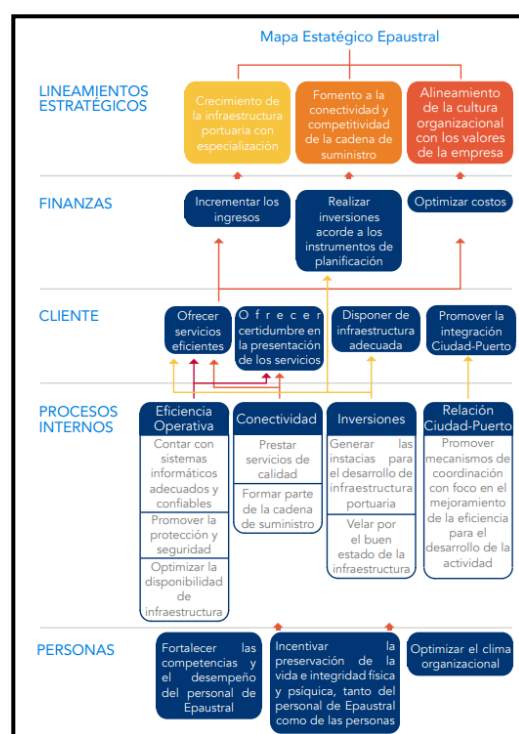 Mapa Estatégico Epaustral
LINEAMIENTOS
ESTRATÉGICOS
Crecimiento de
la infraestructura
portuaria con
especialización
Fomento a la
conectividad y
competitividad
de la cadena de
suministro
Alineamiento
de la cultura
organizacional
con los valores
de la empresa
FINANZAS
Incrementar los
ingresos
Realizar
inversiones
acorde a los
instrumentos de
planificación
Optimizar costos
CLIENTE
Ofrecer
servicios
eficientes
Ofrecer
certidumbre en
la presentación
de los servicios
Disponer de
infraestructura
adecuada
Promover la
integración
Ciudad-Puerto
PROCESOS
INTERNOS
Eficiencia
Operativa
Contar con
sistemas
informáticos
adecuados y
confiables
Promover la
protección y
seguridad
Optimizar la
disponibilidad
de
infraestructura
Conectividad
Prestar
servicios de
calidad
Formar parte
de la cadena
de suministro
Inversiones
Generar las
instacias para
el desarrollo de
infraestructura
portuaria
Velar por
el buen
estado de la
infraestructura
Relación
Ciudad-Puerto
Promover
mecanismos de
coordinación
con foco en el
mejoramiento de
la eficiencia
para el
desarrollo de la
actividad
PERSONAS
Fortalecer las
competencias y
el desempeño
del personal de
Epaustral
Incentivar la
preservación de la
vida e integridad física
y psíquica, tanto del
personal de Epaustral
como de las personas
Optimizar el clima
organizacional